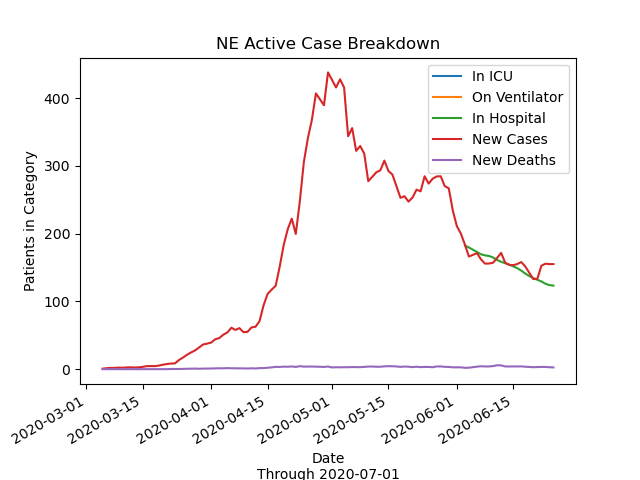 NE Active Case Breakdown
In ICU
On Ventilator
In Hospital
New Cases
New Deaths
Patients in Category
400
300
200
100
0
2020-03-01
2020-03-15
2020-04-01
2020-04-15
2020-05-01
2020-05-15
2020-06-01
2020-06-15
Date
Through 2020-07-01